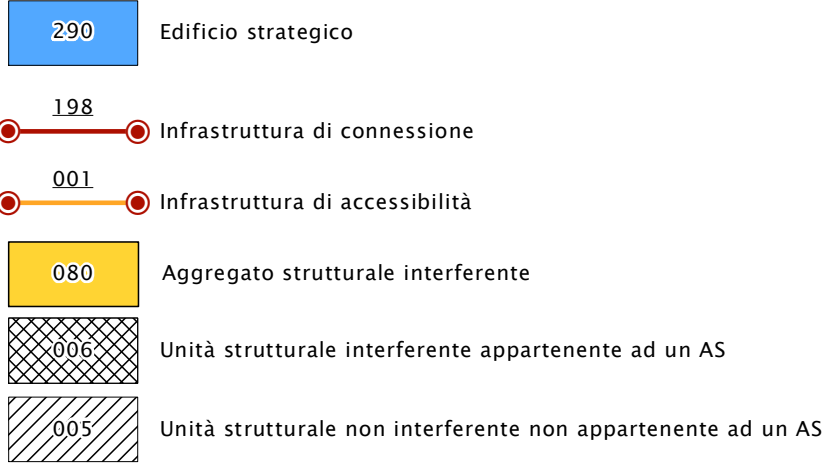 290 Edificio strategico
198
Infrastruttura di connessione
001
Infrastruttura di accessibilità
080 Aggregato strutturale interferente
006 Unità strutturale interferente appartenente ad un AS
005 Unità strutturale non interferente non appartenente ad un AS